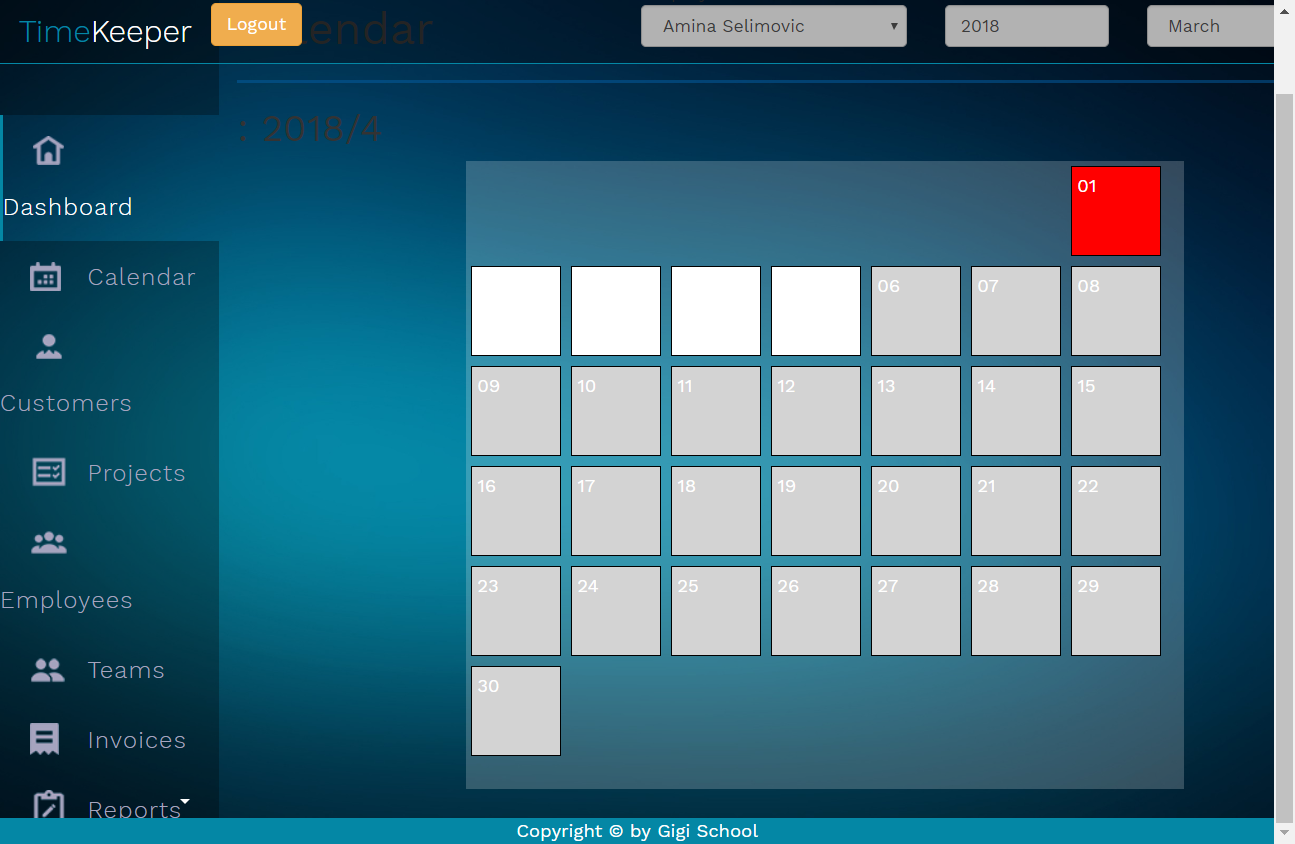 TimeKeeper
Logout
endar
Amina Selimovic
2018
March
: 2018/4
Dashboard
Calendar
Customers
Projects
Employees
Teams
Invoices
Reports
01
06 07 08
09 10 11 12 13 14 15
16 17 18 19 20 21 22
23 24 25 26 27 28 29
30
Copyright © by Gigi School